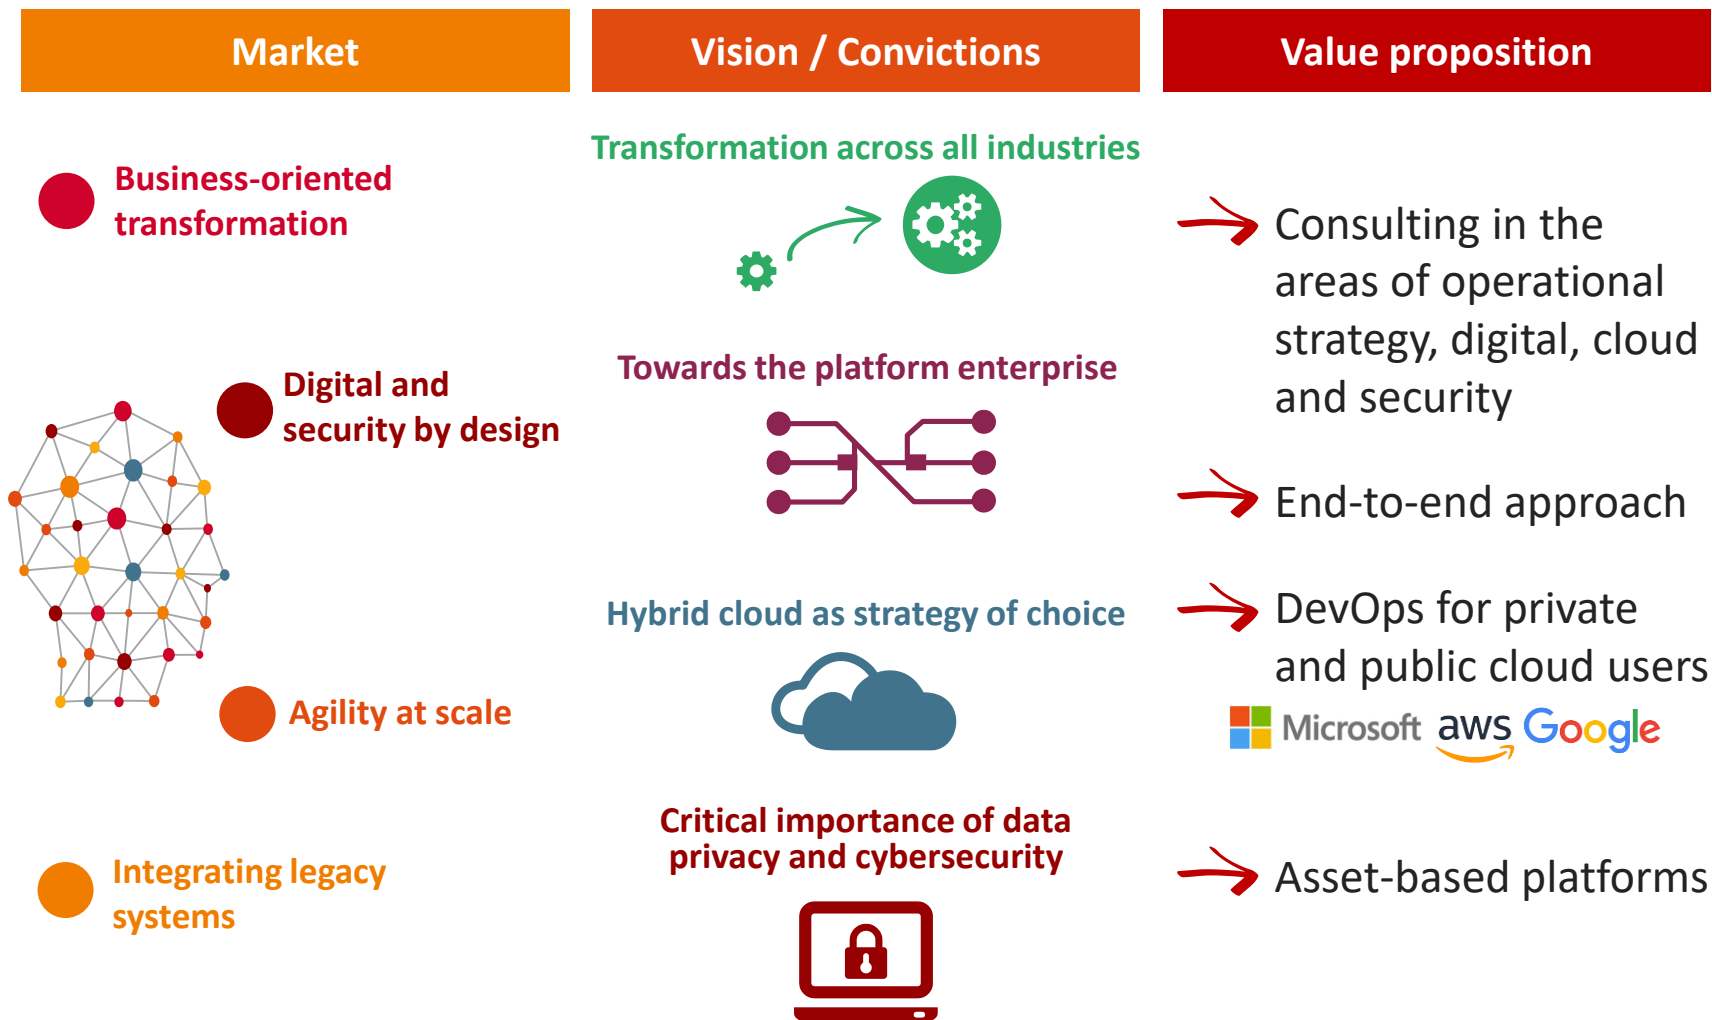 Market
Business-oriented
transformation
Digital and
security by design
Agility at scale
Integrating legacy
systems
Vision / Convictions
Transformation across all industries
Towards the platform enterprise
Hybrid cloud as strategy of choice
Critical importance of data
privacy and cybersecurity
Value proposition
Consulting in the
areas of operational
strategy, digital, cloud
and security
End-to-end approach
DevOps for private
and public cloud users
Microsoft aws Google
Asset-based platforms